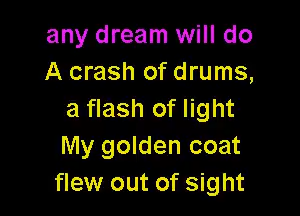 any dream will do
A crash of drums,
a flash of light
My golden coat
flew out of sight